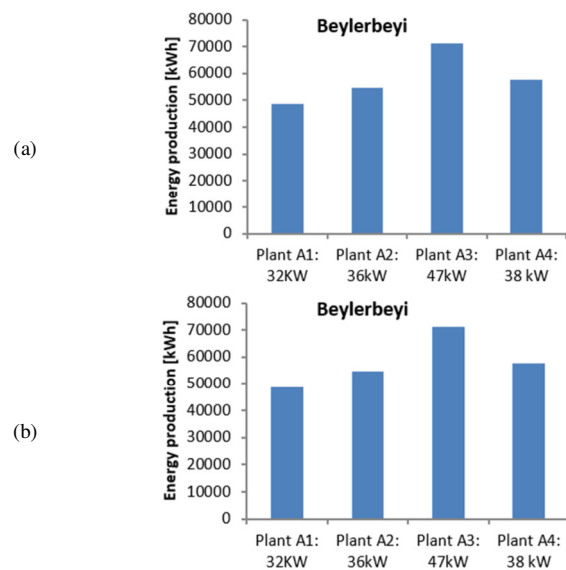 (a)
Beylerbeyi
Energy production [kWh]
80000
70000
60000
50000
40000
30000
20000
10000
0
Plant A1: Plant A2: Plant A3: Plant A4:
32KW 36kW 47kW 38 kW
(b)
Beylerbeyi
Energy production [kWh]
80000
70000
60000
50000
40000
30000
20000
10000
0
Plant A1: Plant A2: Plant A3: Plant A4:
32KW 36kW 47kW 38 kW